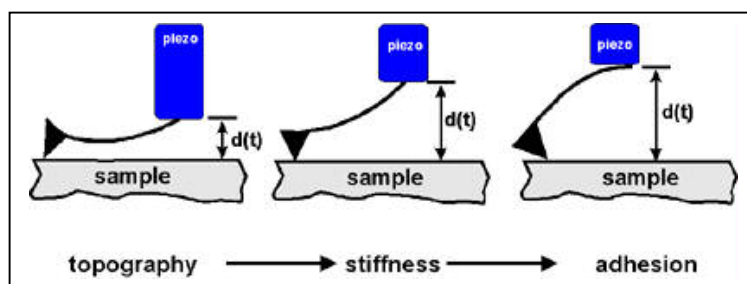 piezo
piezo
piezo
d(t)
d(t)
d(t)
sample
sample
sample
topography
stiffness
adhesion